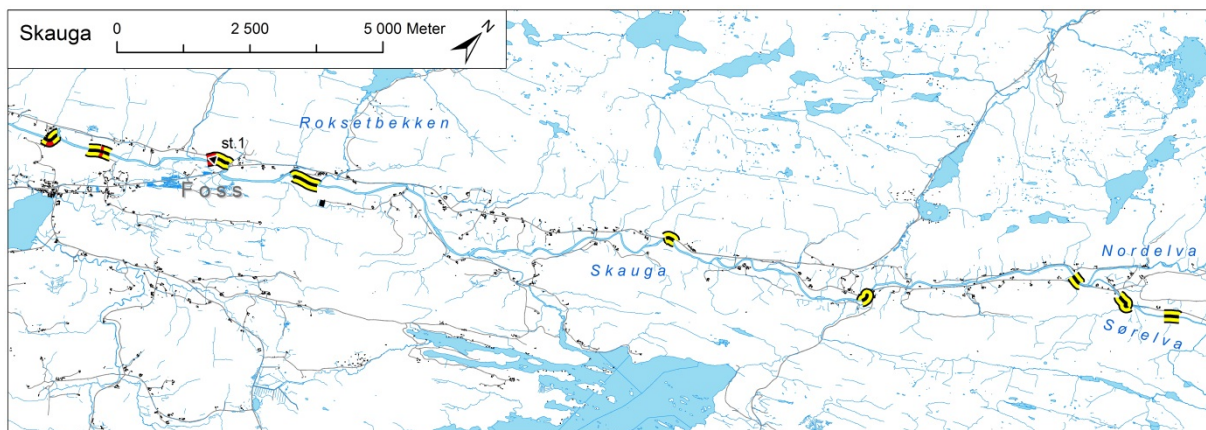 Skauga
0 2 500 5 000 Meter
N
Roksetbekken
st.1
Foss
Skauga
Nordelva
Sørelva